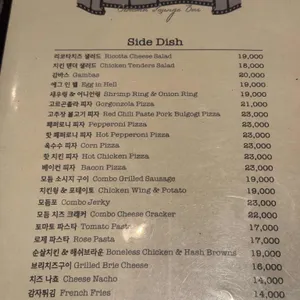 Side Dish
리코타치즈 샐러드 Ricotta Cheese Salad 19,000
치킨 텐더 샐러드 Chicken Tenders Salad 18,000
감바스 Gambas 20,000
에그 인 헬 Egg in Hell 19,000
새우링 & 어니언링 Shrimp Ring & Onion Ring 19,000
고르곤졸라 피자 Gorgonzola Pizza 21,000
고추장 불고기 피자 Red Chili Paste Pork Bulgogi Pizza 23,000
페퍼로니 피자 Pepperoni Pizza 23,000
핫 페퍼로니 피자 Hot Pepperoni Pizza 23,000
옥수수 피자 Corn Pizza 23,000
핫 치킨 피자 Hot Chicken Pizza 23,000
베이컨 피자 Bacon Pizza 23,000
모듬 소시지 구이 Combo Grilled Sausage 19,000
치킨윙 & 포테이토 Chicken Wing & Potato 19,000
모듬포 Combo Jerky 23,000
모듬 치즈 크래커 Combo Cheese Cracker 22,000
토마토 파스타 Tomato Pasta 17,000
로제 파스타 Rose Pasta 17,000
순살치킨 & 해쉬브라운 Boneless Chicken & Hash Browns 19,000
브리치즈구이 Grilled Brie Cheese 16,000
치즈 나쵸 Cheese Nacho 14,000
감자튀김 French Fries 14,000